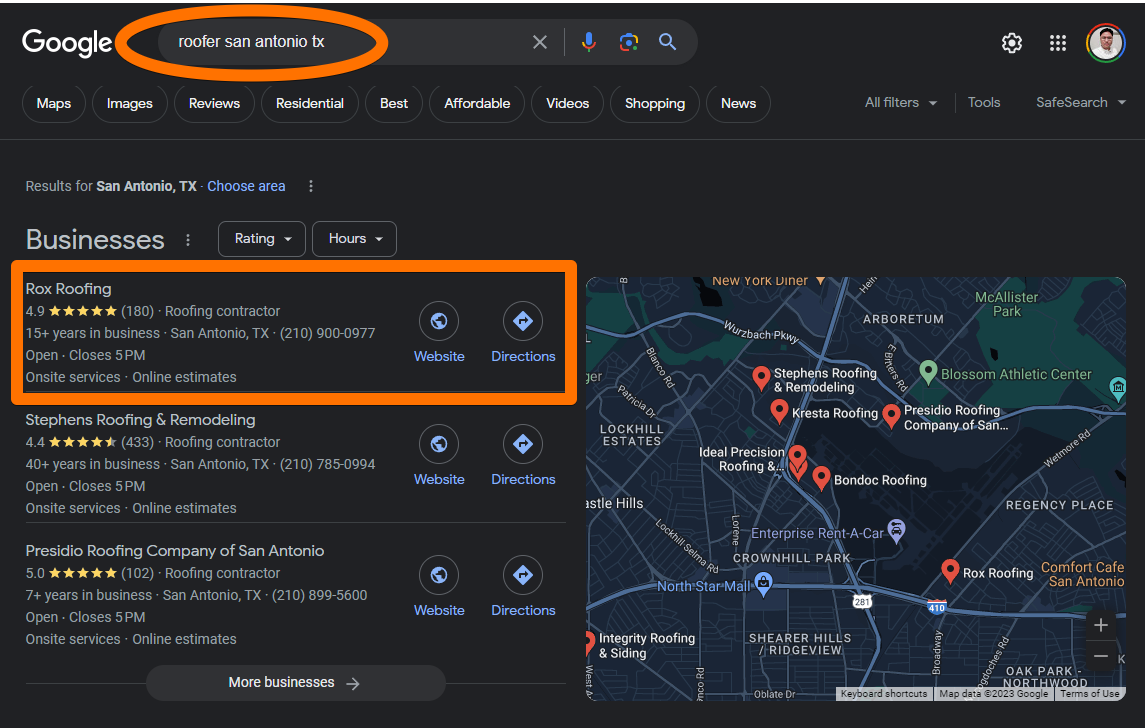 Google
roofer san antonio tx
Maps
Images
Reviews
Residential
Best
Affordable
Videos
Shopping
News
All filters
Tools
SafeSearch
Results for San Antonio, TX · Choose area
Businesses
Rating
Hours
Rox Roofing
4.9 (180) · Roofing contractor
15+ years in business · San Antonio, TX · (210) 900-0977
Open · Closes 5 PM
Onsite services · Online estimates
Website
Directions
Stephens Roofing & Remodeling
4.4 (433) · Roofing contractor
40+ years in business · San Antonio, TX · (210) 785-0994
Open · Closes 5 PM
Onsite services · Online estimates
Website
Directions
Presidio Roofing Company of San Antonio
5.0 (102) · Roofing contractor
7+ years in business · San Antonio, TX · (210) 899-5600
Open · Closes 5 PM
Onsite services · Online estimates
Website
Directions
More businesses
New York Diner
McAllister
Park
ARBORETUM
Wurzbach Pkwy
Blanco Rd
E Bitters Rd
Blossom Athletic Center
Stephens Roofing
& Remodeling
Patricia Dr
Kresta Roofing
Presidio Roofing
Company of San...
LOCKHILL
ESTATES
Wetmore Rd
Ideal Precision
Roofing &...
Bondoc Roofing
astle Hills
REGENCY PLACE
Lorene
Lockhill Selma Rd
Enterprise Rent-A-Car
CROWNHILL PARK
Rox Roofing
Comfort Cafe
San Antonio
North Star Mall
281
410
Integrity Roofing
& Siding
SHEARER HILLS
/ RIDGEVIEW
Broadway
ogdoches Rd
OAK PARK -
NORTHWOOD
West A
nco Rd
Oblate Dr
Keyboard shortcuts
Map data ©2023 Google
Terms of Use